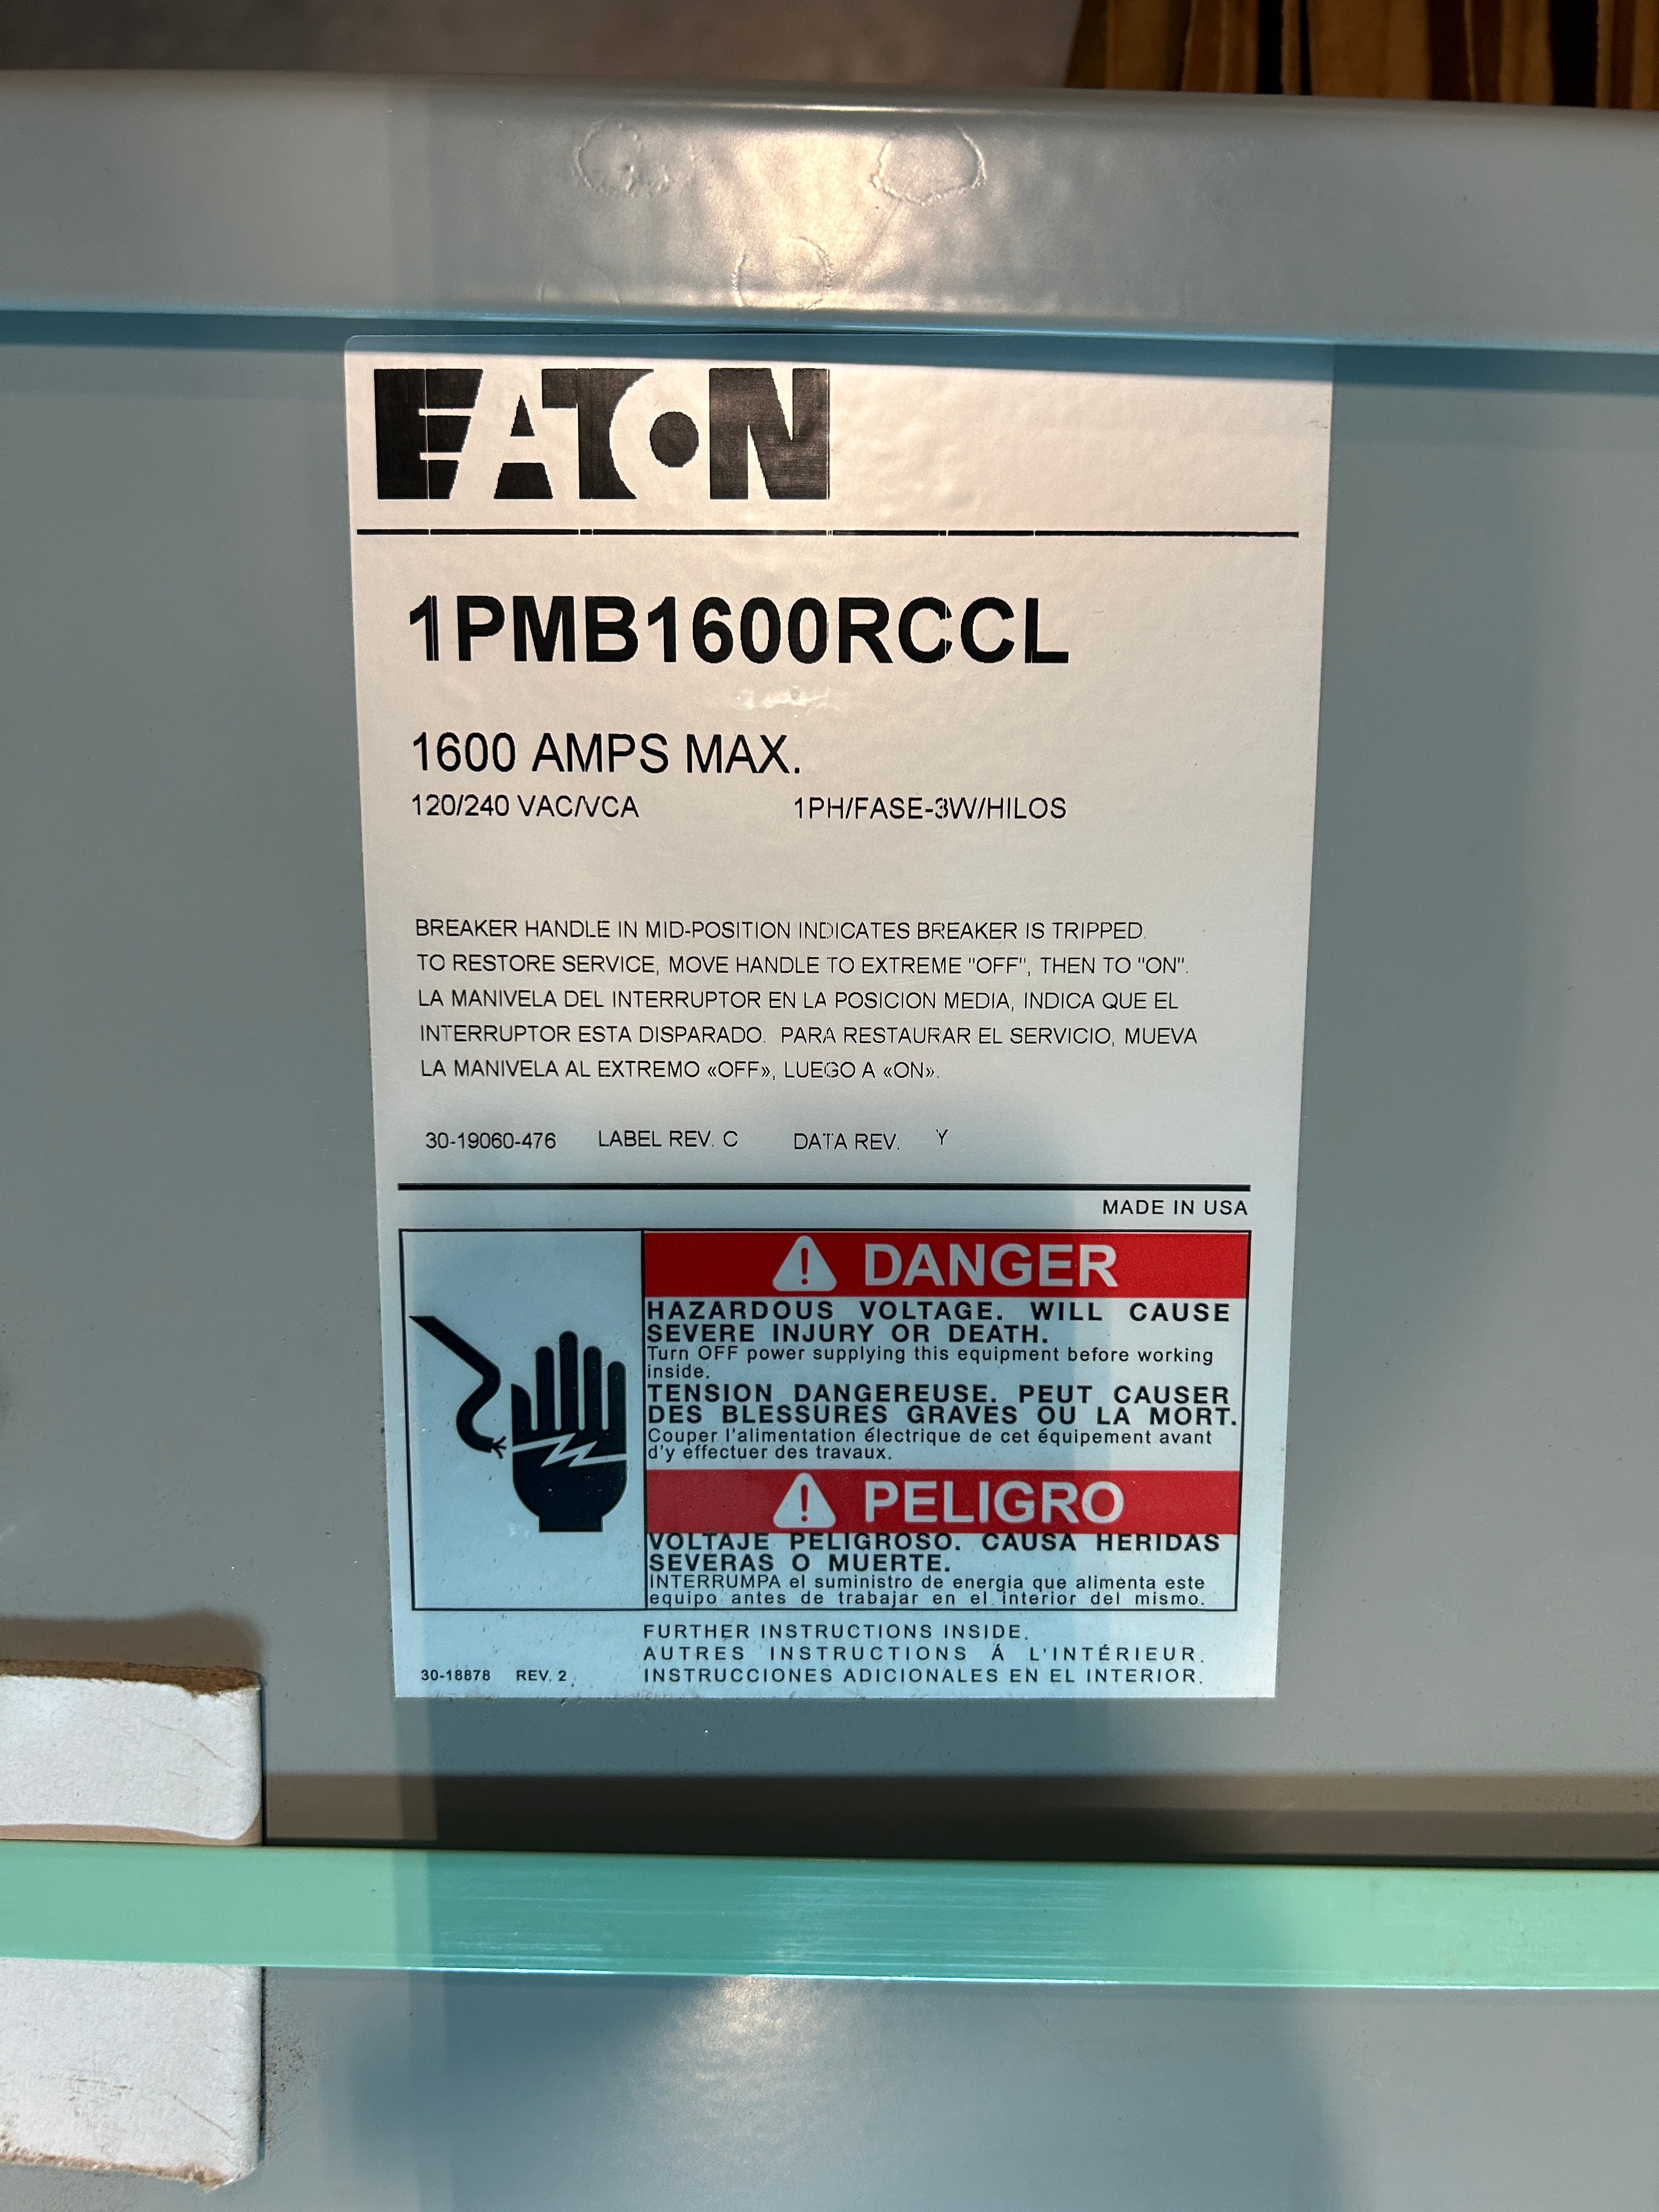 EATON
1PMB1600RCCL
1600 AMPS MAX.
120/240 VAC/VCA 1PH/FASE-3W/HILOS
BREAKER HANDLE IN MID-POSITION INDICATES BREAKER IS TRIPPED.
TO RESTORE SERVICE, MOVE HANDLE TO EXTREME "OFF", THEN TO "ON".
LA MANIVELA DEL INTERRUPTOR EN LA POSICION MEDIA, INDICA QUE EL
INTERRUPTOR ESTA DISPARADO. PARA RESTAURAR EL SERVICIO, MUEVA
LA MANIVELA AL EXTREMO «OFF», LUEGO A «ON».
30-19060-476 LABEL REV. C DATA REV. Y
MADE IN USA
DANGER
HAZARDOUS VOLTAGE. WILL CAUSE
SEVERE INJURY OR DEATH.
Turn OFF power supplying this equipment before working
inside.
TENSION DANGEREUSE. PEUT CAUSER
DES BLESSURES GRAVES OU LA MORT.
Couper l'alimentation électrique de cet équipement avant
d'y effectuer des travaux.
PELIGRO
VOLTAJE PELIGROSO. CAUSA HERIDAS
SEVERAS O MUERTE.
INTERRUMPA el suministro de energia que alimenta este
equipo antes de trabajar en el interior del mismo.
FURTHER INSTRUCTIONS INSIDE.
AUTRES INSTRUCTIONS Á L'INTÉRIEUR.
30-18878 REV. 2. INSTRUCCIONES ADICIONALES EN EL INTERIOR.